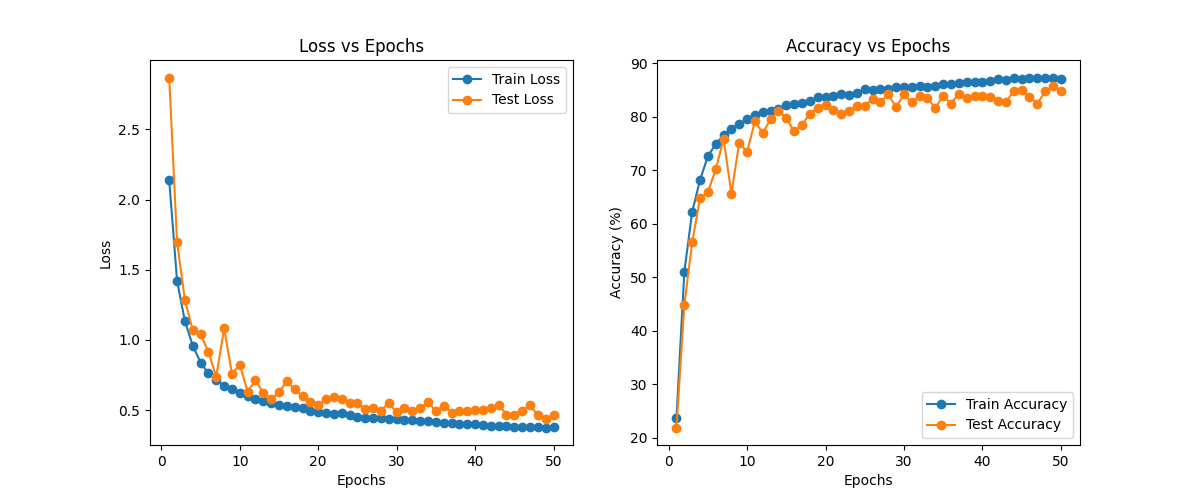 Loss vs Epochs
Train Loss
Test Loss
2.5
2.0
1.5
1.0
0.5
Loss
0 10 20 30 40 50
Epochs
Accuracy vs Epochs
90
80
70
60
50
40
30
20
Accuracy (%)
Train Accuracy
Test Accuracy
0 10 20 30 40 50
Epochs